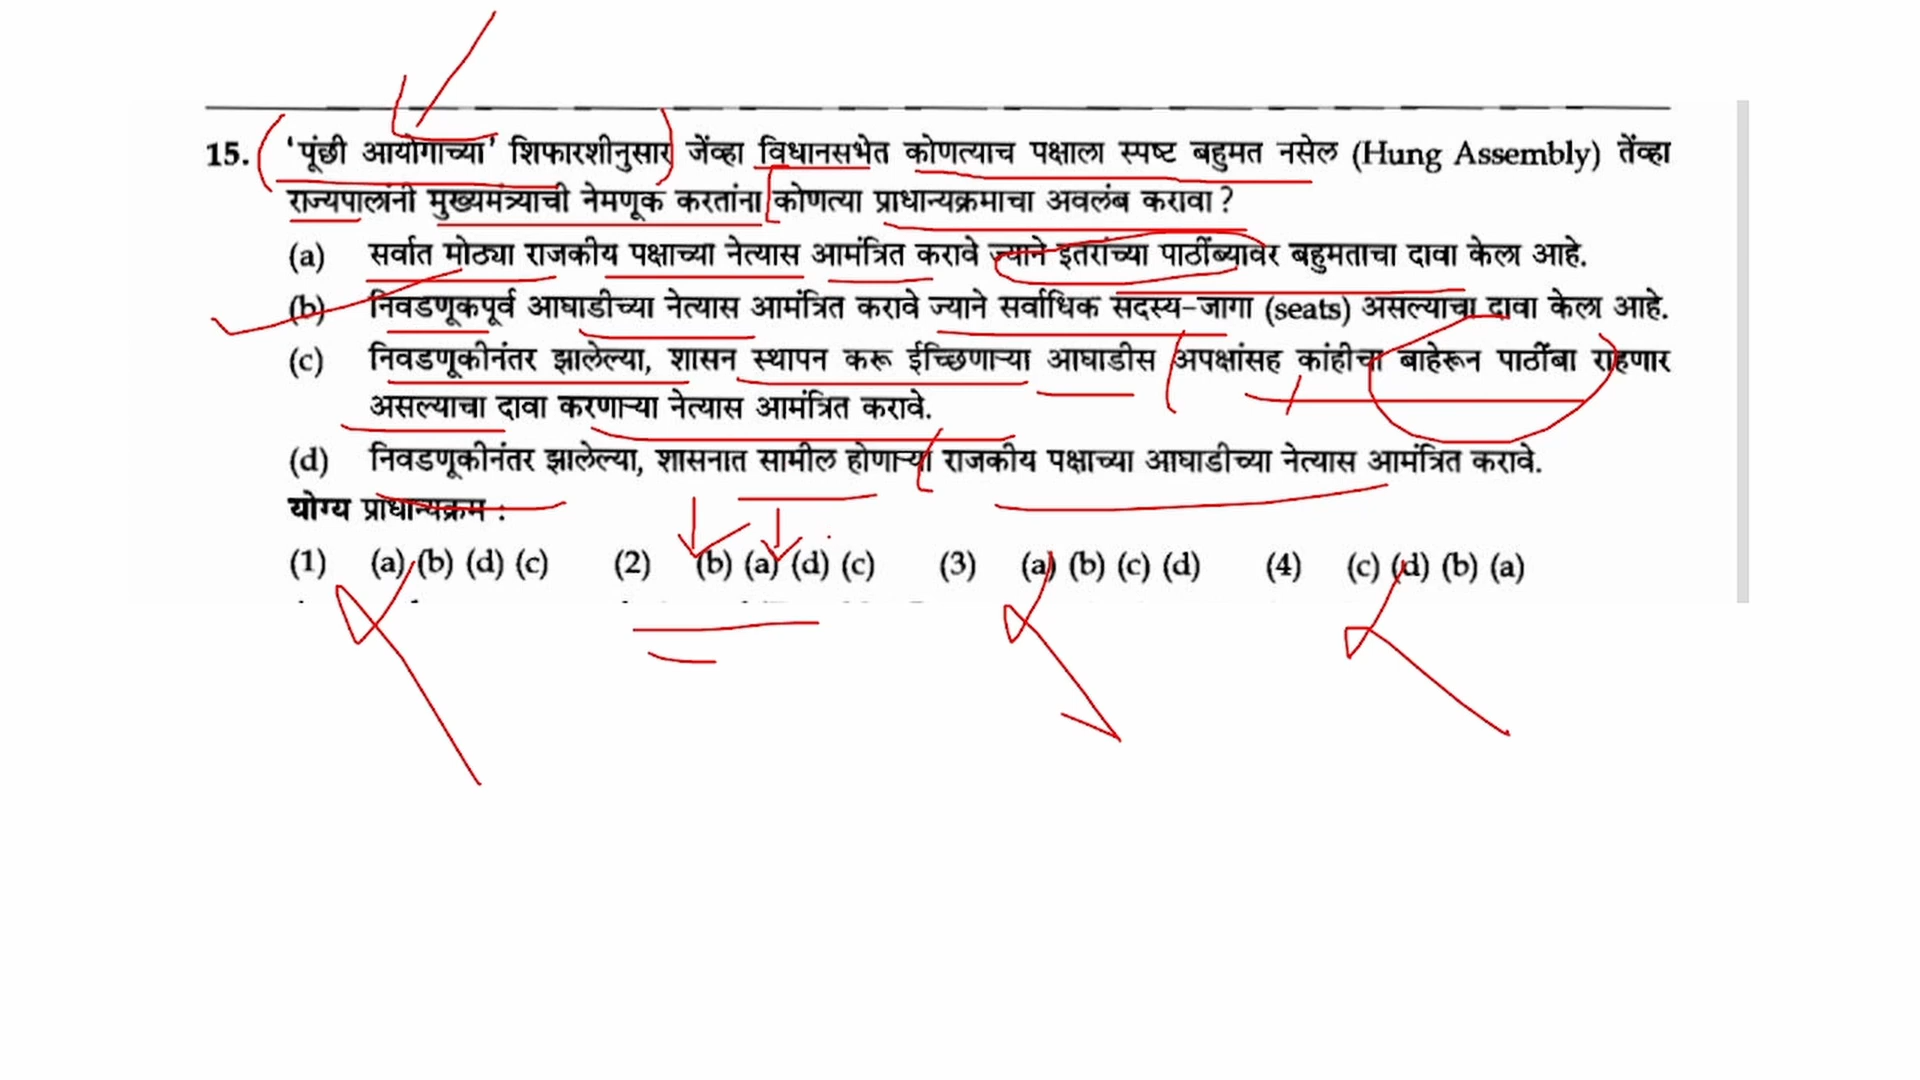 15. 'पूंछी आयोगाच्या' शिफारशीनुसार जेंव्हा विधानसभेत कोणत्याच पक्षाला स्पष्ट बहुमत नसेल (Hung Assembly) तेंव्हा
राज्यपालांनी मुख्यमंत्र्याची नेमणूक करतांना कोणत्या प्राधान्यक्रमाचा अवलंब करावा ?
(a) सर्वात मोठ्या राजकीय पक्षाच्या नेत्यास आमंत्रित करावे ज्याने इतरांच्या पाठींब्यावर बहुमताचा दावा केला आहे.
(b) निवडणूकपूर्व आघाडीच्या नेत्यास आमंत्रित करावे ज्याने सर्वाधिक सदस्य-जागा (seats) असल्याचा दावा केला आहे.
(c) निवडणूकीनंतर झालेल्या, शासन स्थापन करू ईच्छिणाऱ्या आघाडीस अपक्षांसह कांहीचा बाहेरून पाठींबा राहणार
असल्याचा दावा करणाऱ्या नेत्यास आमंत्रित करावे.
(d) निवडणूकीनंतर झालेल्या, शासनात सामील होणाऱ्या राजकीय पक्षाच्या आघाडीच्या नेत्यास आमंत्रित करावे.
योग्य प्राधान्यक्रम :
(1) (a) (b) (d) (c) (2) (b) (a) (d) (c) (3) (a) (b) (c) (d) (4) (c) (d) (b) (a)